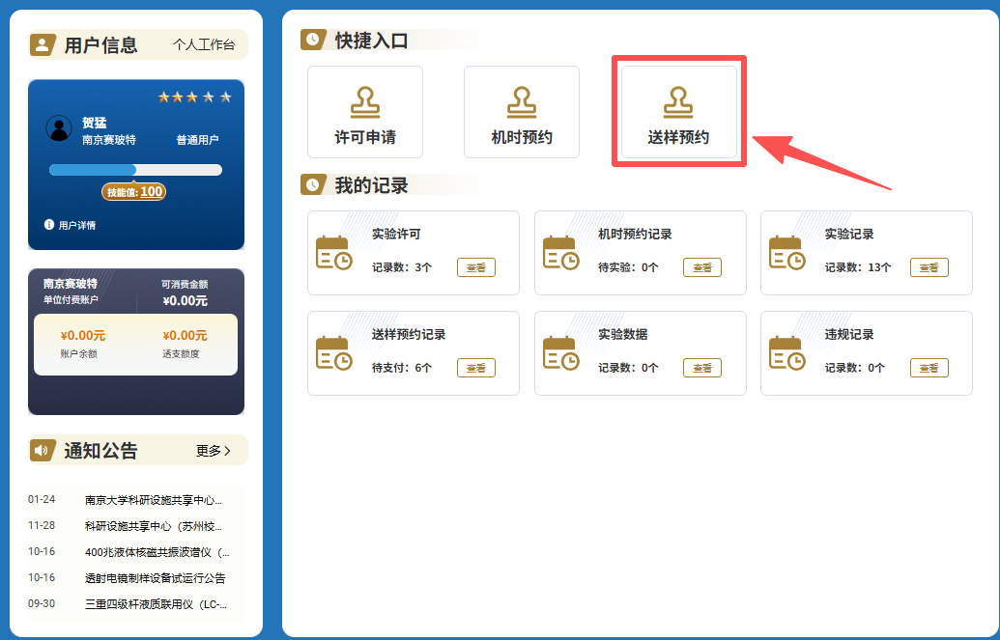 用户信息
个人工作台
贺猛
南京赛玻特
普通用户
技能值: 100
用户详情
南京赛玻特
单位付费账户
可消费金额
¥0.00元
¥0.00元
账户余额
¥0.00元
透支额度
通知公告
更多
01-24 南京大学科研设施共享中心...
11-28 科研设施共享中心（苏州校...
10-16 400兆液体核磁共振波谱仪（...
10-16 透射电镜制样设备试运行公告
09-30 三重四级杆液质联用仪（LC-...
快捷入口
许可申请
机时预约
送样预约
我的记录
实验许可
记录数：3个 查看
机时预约记录
待实验：0个 查看
实验记录
记录数：13个 查看
送样预约记录
待支付：6个 查看
实验数据
记录数：0个 查看
违规记录
记录数：0个 查看